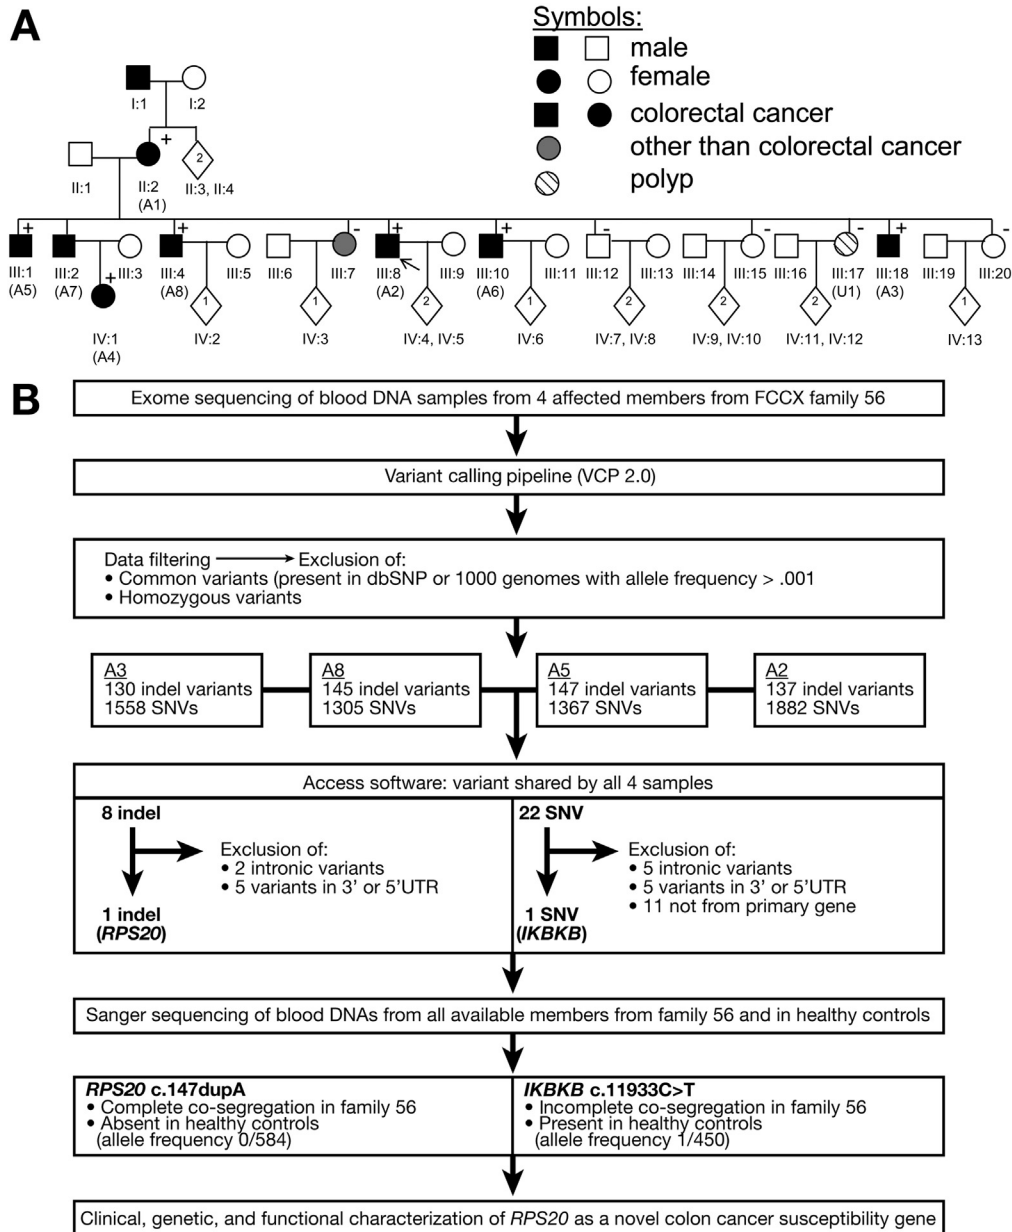 A
Symbols:
male
female
colorectal cancer
other than colorectal cancer
polyp
I:1 I:2
+
2
II:1 II:2 II:3, II:4
(A1)
+ + - + + - - - + -
III:1 III:2 III:3 III:4 III:5 III:6 III:7 III:8 III:9 III:10 III:11 III:12 III:13 III:14 III:15 III:16 III:17 III:18 III:19 III:20
(A5) (A7) (A8) (A2) (A6) (U1) (A3)
+ 1 1 2 1 2 2 2 1
IV:1 IV:2 IV:3 IV:4, IV:5 IV:6 IV:7, IV:8 IV:9, IV:10 IV:11, IV:12 IV:13
(A4)
B
Exome sequencing of blood DNA samples from 4 affected members from FCCX family 56
Variant calling pipeline (VCP 2.0)
Data filtering Exclusion of:
• Common variants (present in dbSNP or 1000 genomes with allele frequency > .001
• Homozygous variants
A3
130 indel variants
1558 SNVs
A8
145 indel variants
1305 SNVs
A5
147 indel variants
1367 SNVs
A2
137 indel variants
1882 SNVs
Access software: variant shared by all 4 samples
8 indel
Exclusion of:
• 2 intronic variants
• 5 variants in 3’ or 5’UTR
1 indel
(RPS20)
22 SNV
Exclusion of:
• 5 intronic variants
• 5 variants in 3’ or 5’UTR
• 11 not from primary gene
1 SNV
(IKBKB)
Sanger sequencing of blood DNAs from all available members from family 56 and in healthy controls
RPS20 c.147dupA
• Complete co-segregation in family 56
• Absent in healthy controls
(allele frequency 0/584)
IKBKB c.11933C>T
• Incomplete co-segregation in family 56
• Present in healthy controls
(allele frequency 1/450)
Clinical, genetic, and functional characterization of RPS20 as a novel colon cancer susceptibility gene